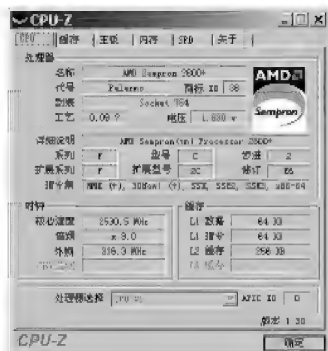 CPU-Z
CPU 缓存 主板 内存 SPD 关于
处理器
名称 AMD Sempron 2600+
AMD
代号 Palermo 商标 ID 38
封装 Socket 754
工艺 0.09 电压
Sempron
详细说明 AMD Sempron(tm) Processor 2600+
系列 F 型号 C 步进 2
扩展系列 F 扩展型号 2C 修订 E6
指令集 MMX (+), 3DNow! (+), SSE, SSE2, SSE3, x86-64
时钟 缓存
核心速度 2530.5 MHz L1 数据 64 KB
倍频 x 8.0 L1 指令 64 KB
外频 316.3 MHz L2 缓存 256 KB
处理器选择 APIC ID 0
版本 1.30
CPU-Z 确定